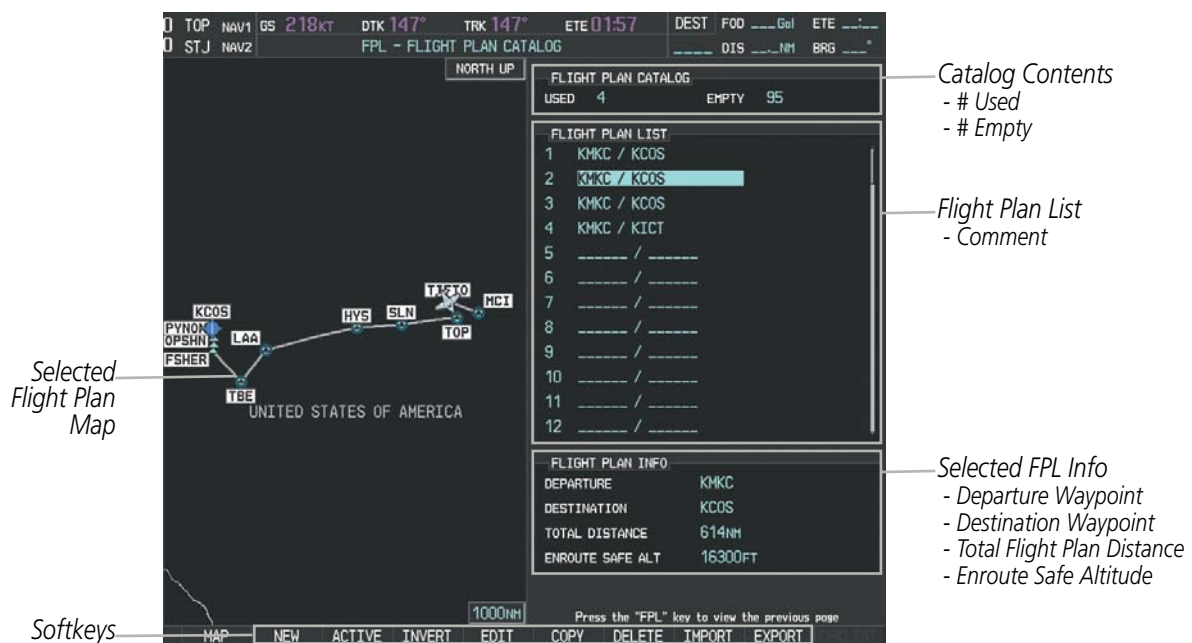 0 TOP NAV1 GS 218KT DTK 147° TRK 147° ETE 01:57 DEST FOD ___Gal ETE __:__
0 STJ NAV2 FPL – FLIGHT PLAN CATALOG ____ DIS __._NM BRG ___°
NORTH UP
FLIGHT PLAN CATALOG
USED 4 EMPTY 95
FLIGHT PLAN LIST
1 KMKC / KCOS
2 KMKC / KCOS
3 KMKC / KCOS
4 KMKC / KICT
5 ______ / ______
6 ______ / ______
7 ______ / ______
8 ______ / ______
9 ______ / ______
10 ______ / ______
11 ______ / ______
12 ______ / ______
FLIGHT PLAN INFO
DEPARTURE KMKC
DESTINATION KCOS
TOTAL DISTANCE 614NM
ENROUTE SAFE ALT 16300FT
Press the "FPL" key to view the previous page
KCOS
PYNON
OPSHN
FSHER
LAA
TBE
HYS
SLN
TIFTO
TOP
MCI
UNITED STATES OF AMERICA
1000NM
MAP NEW ACTIVE INVERT EDIT COPY DELETE IMPORT EXPORT
Catalog Contents
- # Used
- # Empty
Flight Plan List
- Comment
Selected FPL Info
- Departure Waypoint
- Destination Waypoint
- Total Flight Plan Distance
- Enroute Safe Altitude
Selected
Flight Plan
Map
Softkeys